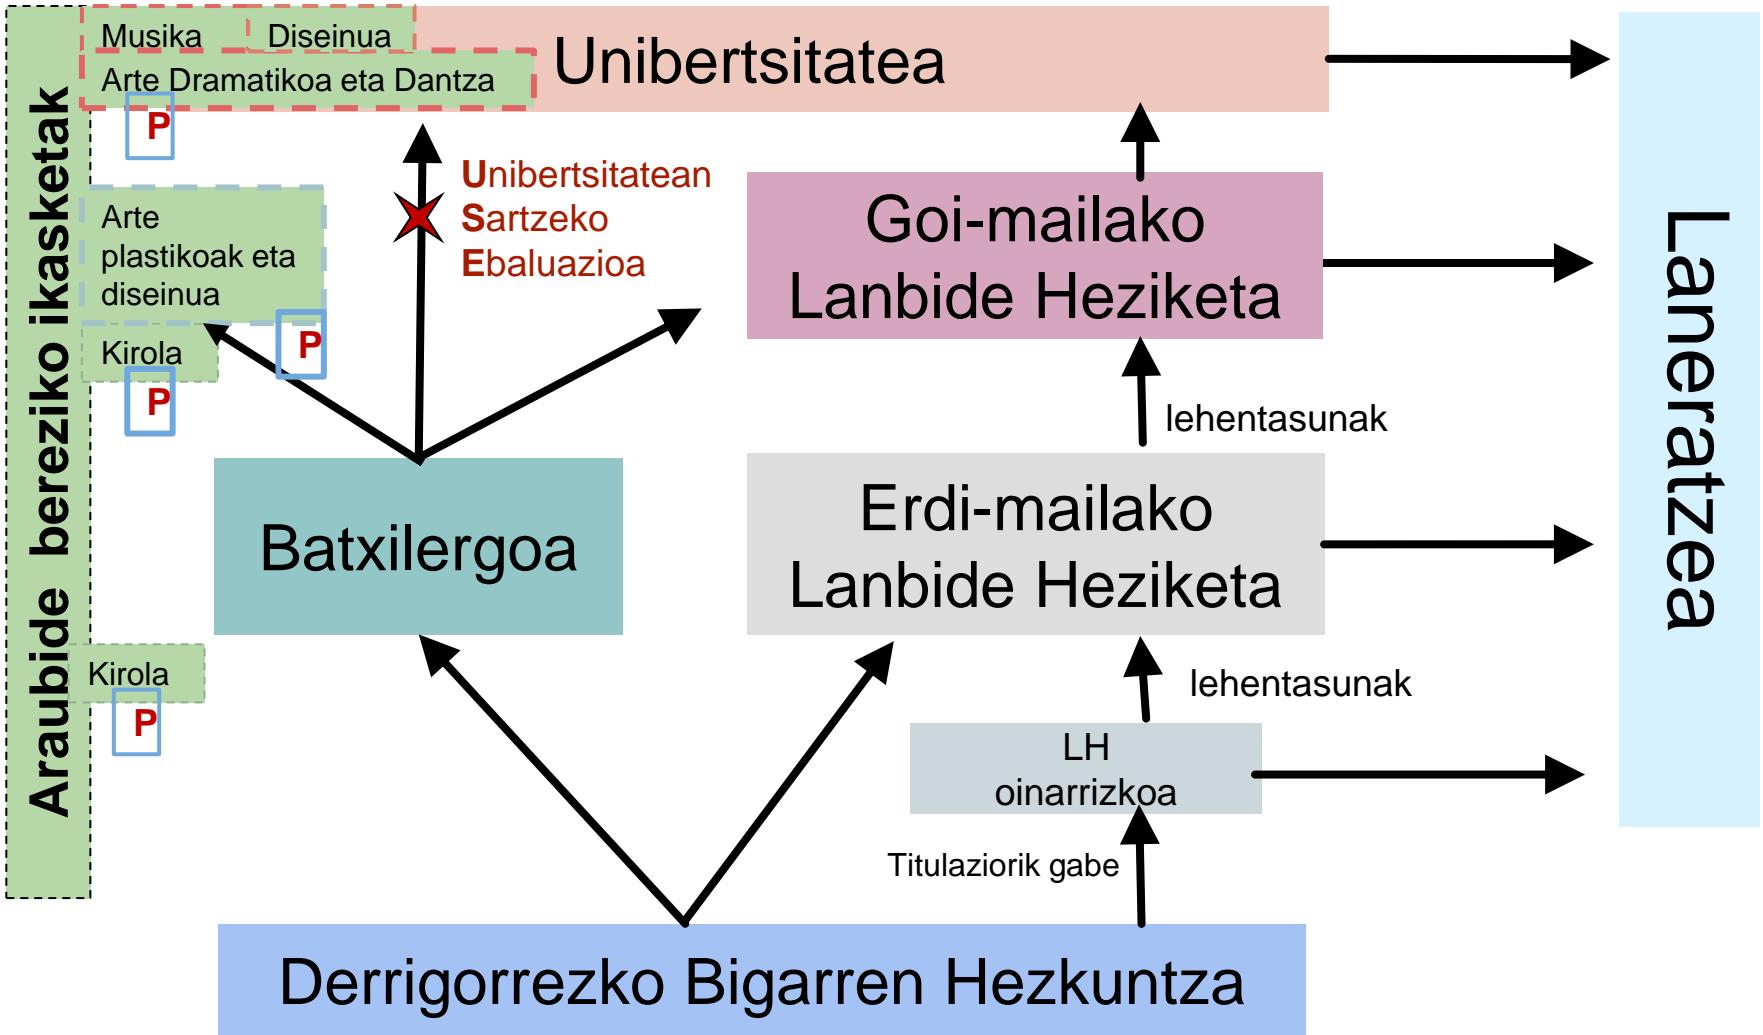 Musika
Diseinua
Arte Dramatikoa eta Dantza
P
Unibertsitatea
Araubide bereziko ikasketak
Unibertsitatean
Sartzeko
Ebaluazioa
Arte
plastikoak eta
diseinua
P
Kirola
P
Goi-mailako
Lanbide Heziketa
Laneratzea
lehentasunak
Batxilergoa
Erdi-mailako
Lanbide Heziketa
Kirola
P
lehentasunak
LH
oinarrizkoa
Titulaziorik gabe
Derrigorrezko Bigarren Hezkuntza